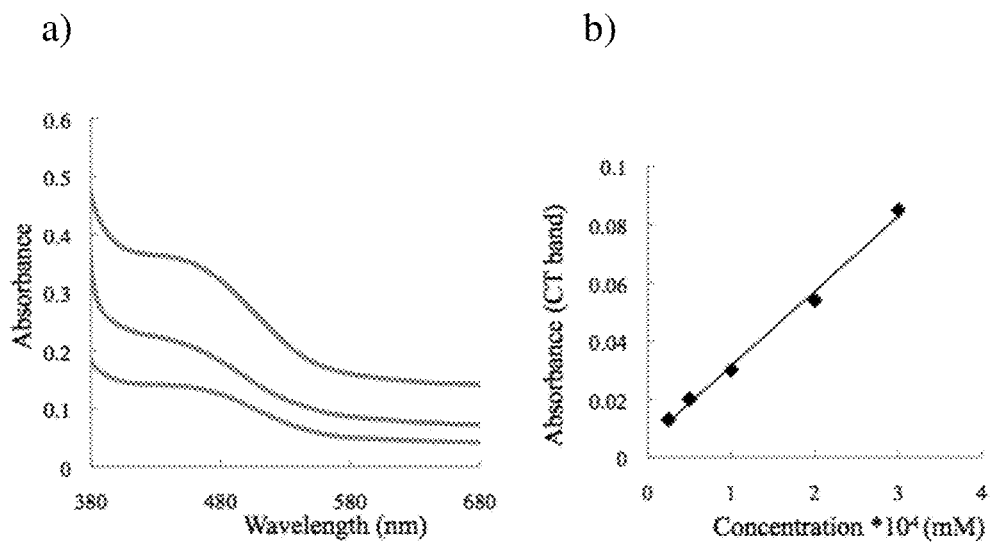 a)
b)
0.6
0.5
0.4
0.3
0.2
0.1
0
Absorbance
380 480 580 680
Wavelength (nm)
0.1
0.08
0.06
0.04
0.02
0
Absorbance (CT band)
0 1 2 3 4
Concentration *10⁴ (mM)